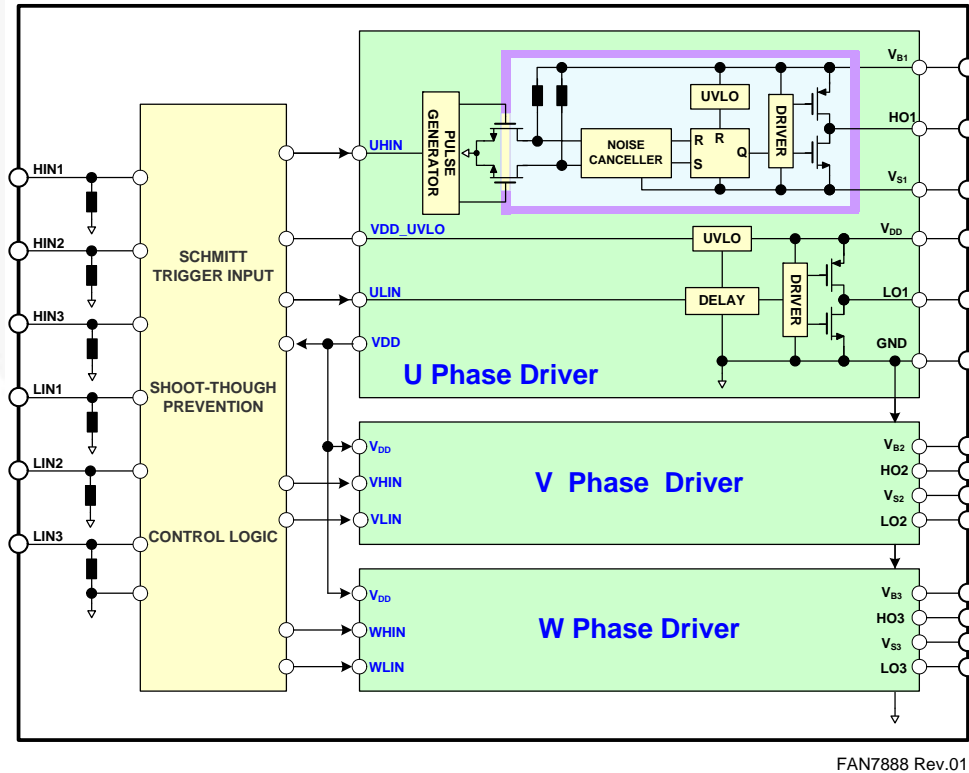 HIN1
HIN2
HIN3
LIN1
LIN2
LIN3
SCHMITT
TRIGGER INPUT
SHOOT-THOUGH
PREVENTION
CONTROL LOGIC
UHIN
VDD_UVLO
ULIN
VDD
PULSE
GENERATOR
NOISE
CANCELLER
UVLO
R
R
S
Q
DRIVER
UVLO
DELAY
DRIVER
VB1
HO1
VS1
VDD
LO1
GND
U Phase Driver
VDD
VHIN
VLIN
V Phase Driver
VB2
HO2
VS2
LO2
VDD
WHIN
WLIN
W Phase Driver
VB3
HO3
VS3
LO3
FAN7888 Rev.01